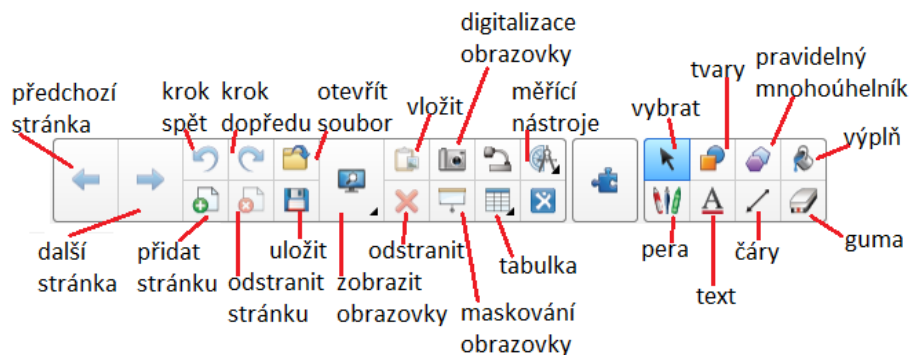 digitalizace
obrazovky
pravidelný
mnohoúhelník
tvary
předchozí
stránka
krok
spět
krok
dopředu
otevřít
soubor
vložit
měřící
nástroje
vybrat
výplň
A
další
stránka
přidat
stránku
odstranit
stránku
uložit
zobrazit
obrazovky
odstranit
maskování
obrazovky
tabulka
pera
text
čáry
guma